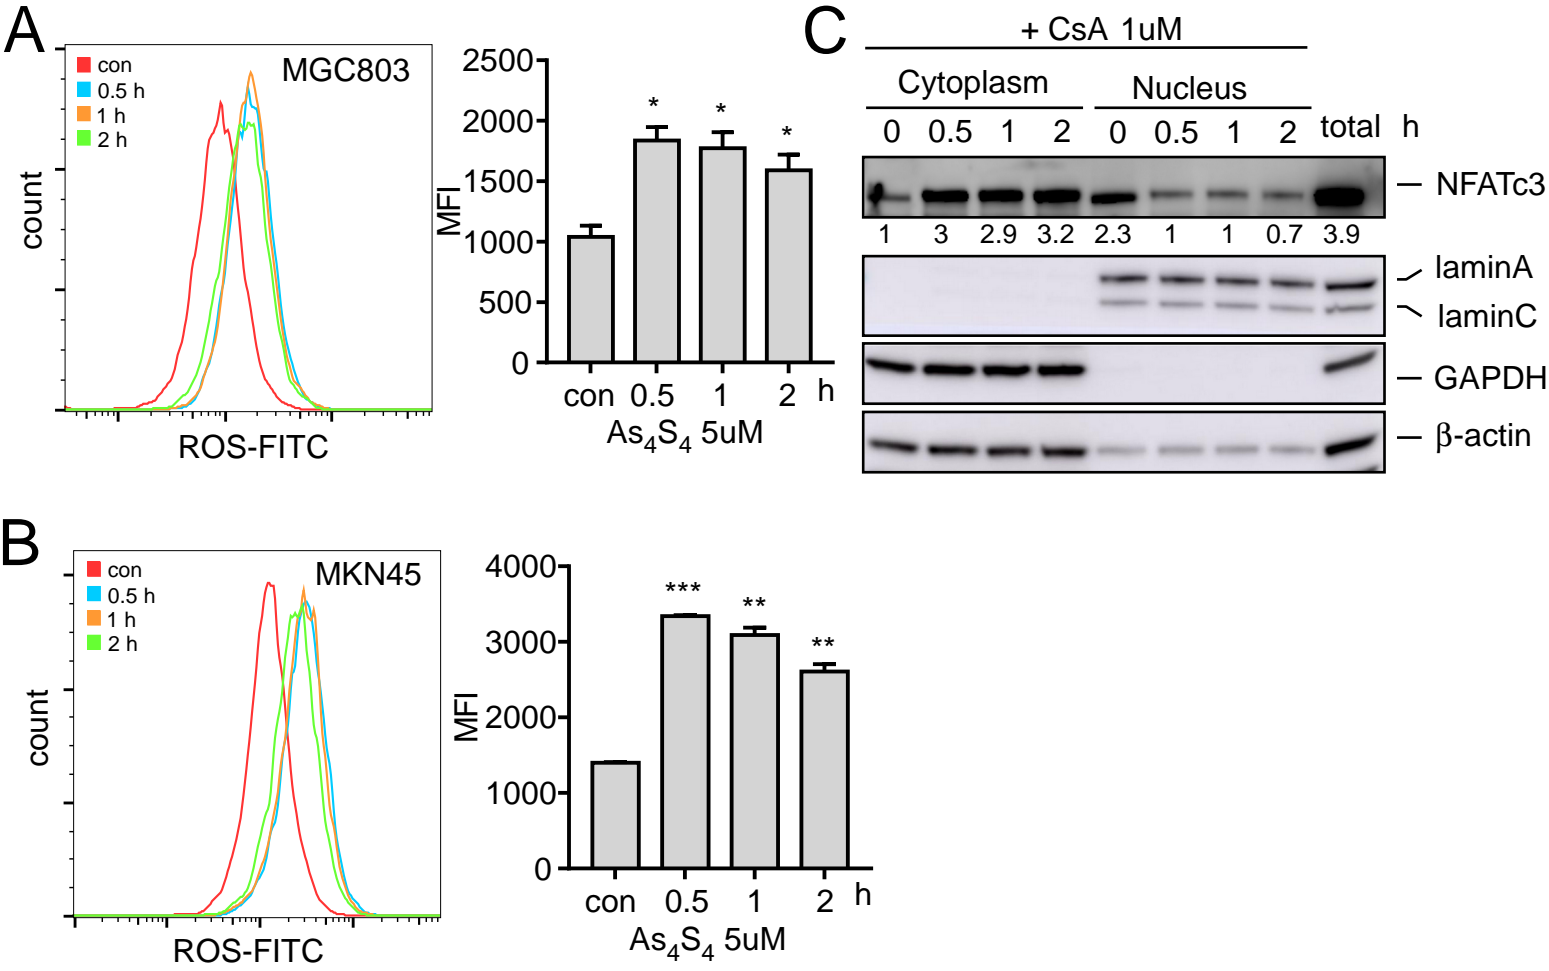 A
MGC803
con
0.5 h
1 h
2 h
count
ROS-FITC
2500
2000
1500
1000
500
0
MFI
*
*
*
con 0.5 1 2 h
As4S4 5uM
C
+ CsA 1uM
Cytoplasm Nucleus
0 0.5 1 2 0 0.5 1 2 total h
NFATc3
1 3 2.9 3.2 2.3 1 1 0.7 3.9
laminA
laminC
GAPDH
β-actin
B
MKN45
con
0.5 h
1 h
2 h
count
ROS-FITC
4000
3000
2000
1000
0
MFI
***
**
**
con 0.5 1 2 h
As4S4 5uM